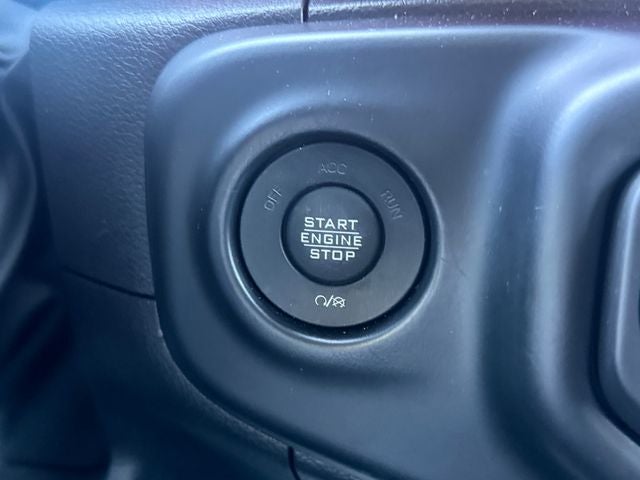 ACC
OFF
RUN
START
ENGINE
STOP